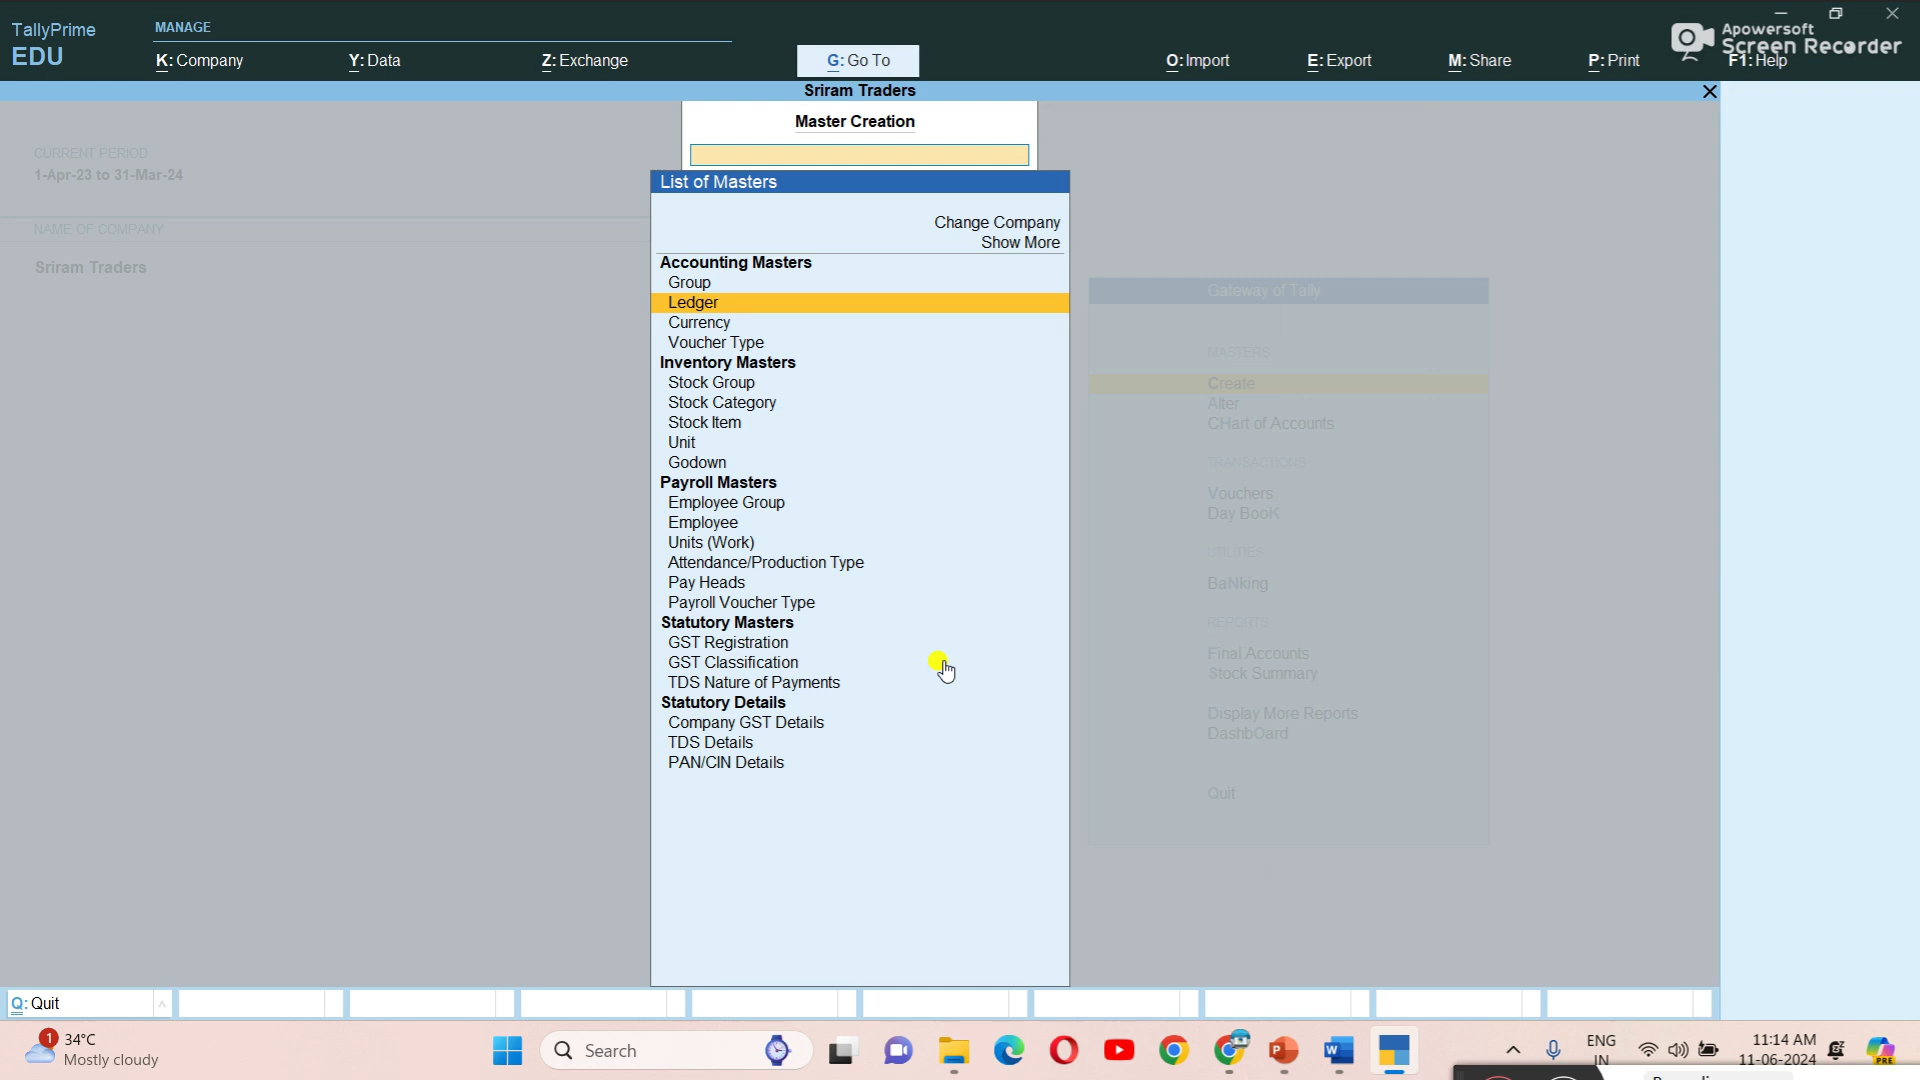 TallyPrime
EDU
MANAGE
K: Company
Y: Data
Z: Exchange
G: Go To
O: Import
E: Export
M: Share
P: Print
F1: Help
Apowersoft
Screen Recorder
Sriram Traders
Master Creation
CURRENT PERIOD
1-Apr-23 to 31-Mar-24
NAME OF COMPANY
Sriram Traders
List of Masters
Change Company
Show More
Accounting Masters
Group
Ledger
Currency
Voucher Type
Inventory Masters
Stock Group
Stock Category
Stock Item
Unit
Godown
Payroll Masters
Employee Group
Employee
Units (Work)
Attendance/Production Type
Pay Heads
Payroll Voucher Type
Statutory Masters
GST Registration
GST Classification
TDS Nature of Payments
Statutory Details
Company GST Details
TDS Details
PAN/CIN Details
Gateway of Tally
MASTERS
Create
Alter
CHart of Accounts
TRANSACTIONS
Vouchers
Day BooK
UTILITIES
BaNking
REPORTS
Final Accounts
Stock Summary
Display More Reports
DashbOard
Quit
Q: Quit
1
34°C
Mostly cloudy
Search
ENG
IN
11:14 AM
11-06-2024
PRE